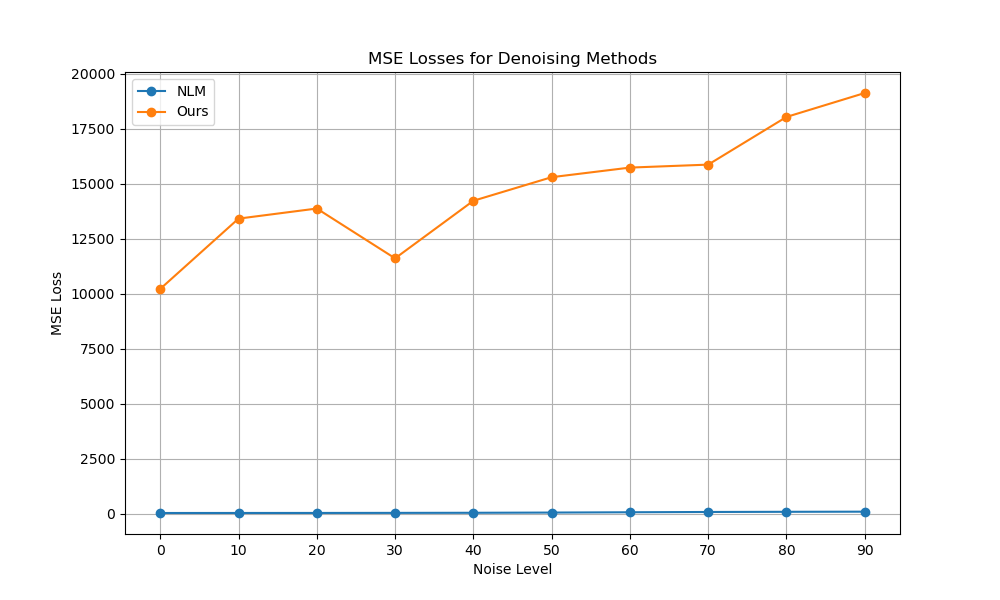 MSE Losses for Denoising Methods
NLM
Ours
20000
17500
15000
12500
10000
7500
5000
2500
0
MSE Loss
0 10 20 30 40 50 60 70 80 90
Noise Level